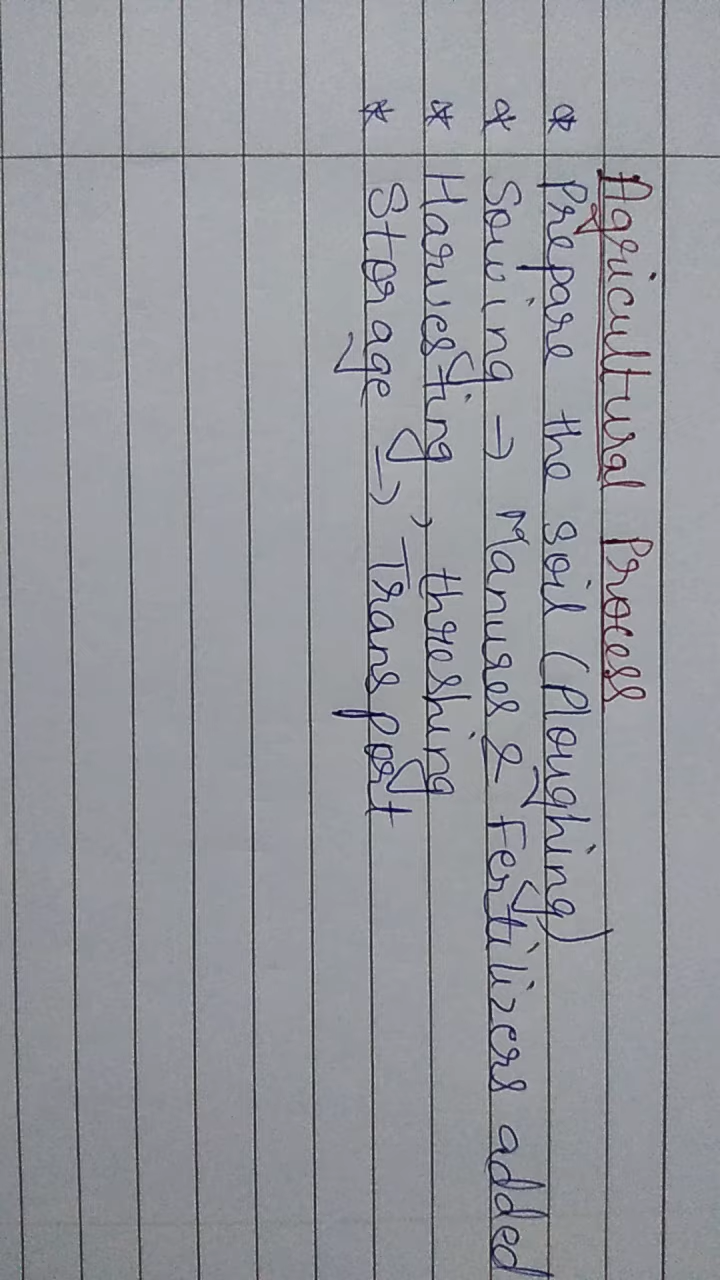 Agricultural Process
* Prepare the soil (Ploughing)
* Sowing → Manures & Fertilizers added
* Harvesting, threshing
* Storage → Transport